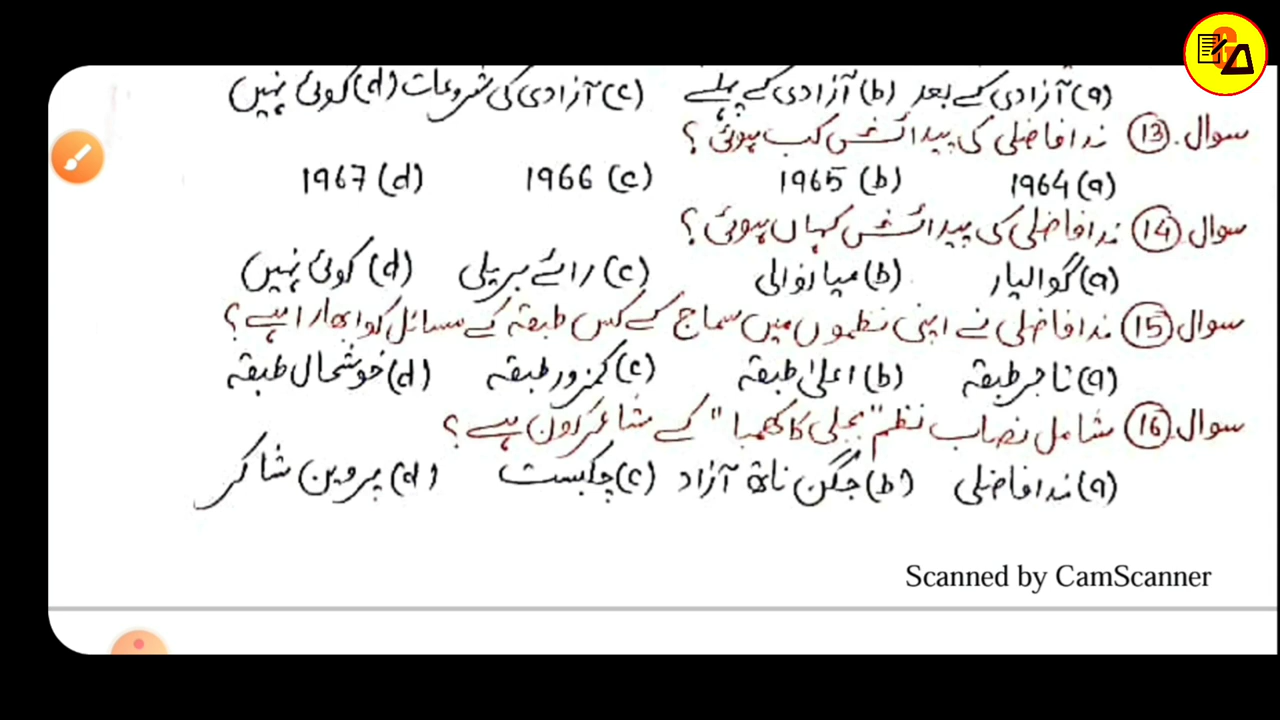 (a) آزادی کے بعد (b) آزادی کے پہلے (c) آزادی کی شروعات (d) کوئی نہیں
سوال. 13 ندا فاضلی کی پیدائش کب ہوئی ؟
(a) 1964 (b) 1965 (c) 1966 (d) 1967
سوال. 14 ندا فاضلی کی پیدائش کہاں ہوئی ؟
(a) گوالیار (b) میانوالی (c) رائے بریلی (d) کوئی نہیں
سوال 15 ندا فاضلی نے اپنی نظموں میں سماج کے کس طبقہ کے مسائل کو ابھارا ہے ؟
(a) تاجر طبقہ (b) اعلیٰ طبقہ (c) کمزور طبقہ (d) خوشحال طبقہ
سوال 16 شامل نصاب نظم "بجلی کا کھمبا" کے شاعر کون ہے ؟
(a) ندا فاضلی (b) جگن ناتھ آزاد (c) چکبست (d) پروین شاکر
Scanned by CamScanner